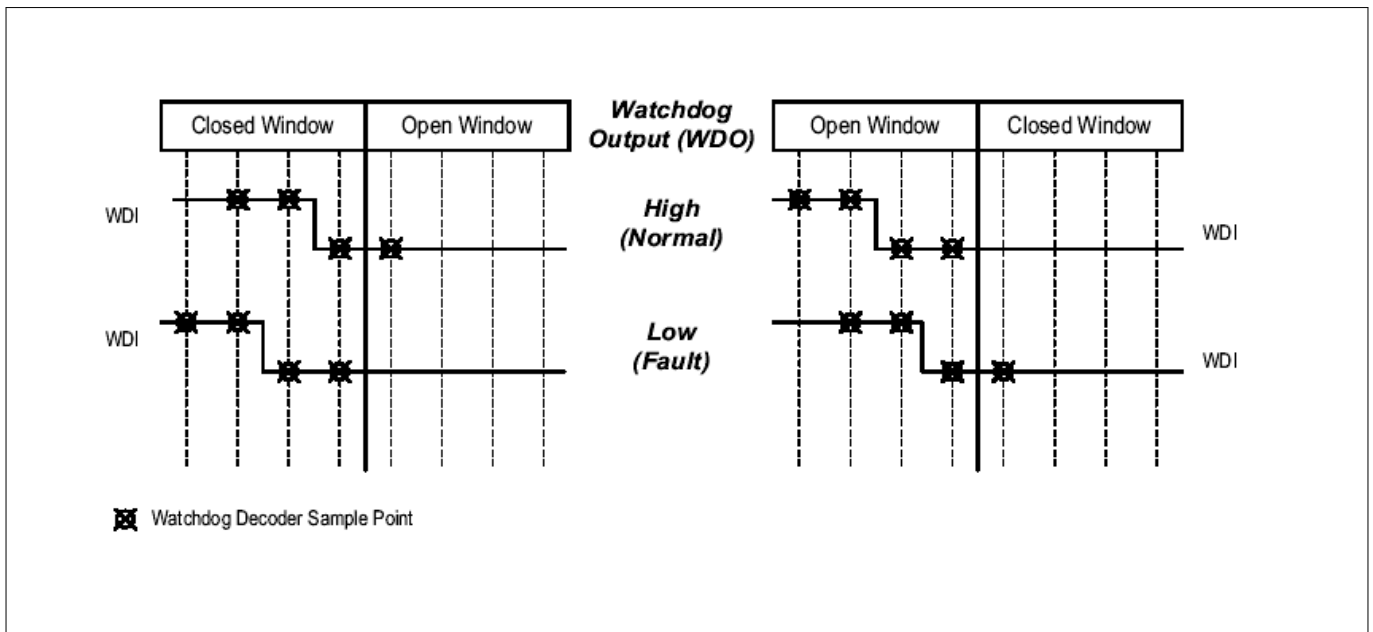 Closed Window
Open Window
Watchdog
Output (WDO)
Open Window
Closed Window
WDI
High
(Normal)
WDI
WDI
Low
(Fault)
WDI
Watchdog Decoder Sample Point